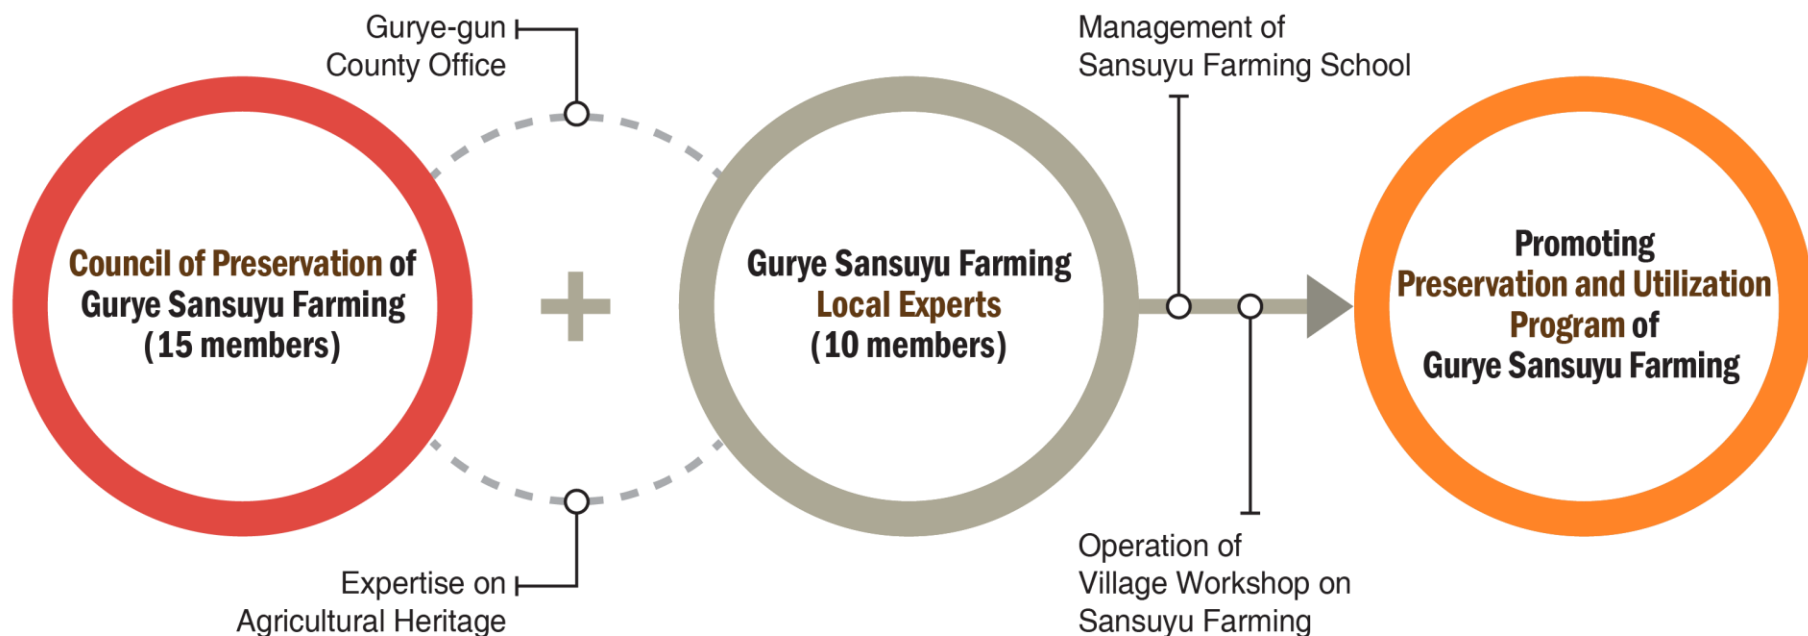 Gurye-gun
County Office
Council of Preservation of
Gurye Sansuyu Farming
(15 members)
Expertise on
Agricultural Heritage
Gurye Sansuyu Farming
Local Experts
(10 members)
Management of
Sansuyu Farming School
Operation of
Village Workshop on
Sansuyu Farming
Promoting
Preservation and Utilization
Program of
Gurye Sansuyu Farming